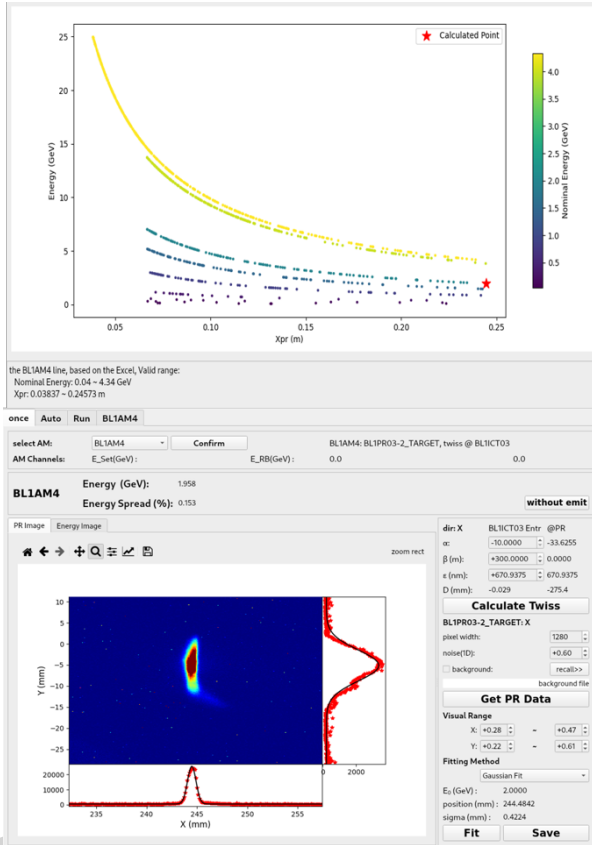 Calculated Point
25
20
15
10
5
0
Energy (GeV)
0.05 0.10 0.15 0.20 0.25
Xpr (m)
4.0
3.5
3.0
2.5
2.0
1.5
1.0
0.5
Nominal Energy (GeV)
the BL1AM4 line, based on the Excel, Valid range:
Nominal Energy: 0.04 ~ 4.34 GeV
Xpr: 0.03837 ~ 0.24573 m
once Auto Run BL1AM4
select AM: BL1AM4 Confirm BL1AM4: BL1PR03-2_TARGET, twiss @ BL1ICT03
AM Channels: E_Set(GeV) : E_RB(GeV) : 0.0 0.0
BL1AM4
Energy (GeV): 1.958
Energy Spread (%): 0.153
without emit
PR Image Energy Image
zoom rect
10
5
0
−5
−10
−15
−20
−25
Y (mm)
0 2000
20000
10000
0
235 240 245 250 255
X (mm)
dir: X BL1ICT03 Entr @PR
α: -10.0000 -33.6255
β (m): +300.0000 0.0000
ε (nm): +670.9375 670.9375
D (mm): -0.029 -275.4
Calculate Twiss
BL1PR03-2_TARGET: X
pixel width: 1280
noise(1D): +0.60
background: recall>>
background file
Get PR Data
Visual Range
X: +0.28 ~ +0.47
Y: +0.22 ~ +0.61
Fitting Method
Gaussian Fit
E₀ (GeV) : 2.0000
position (mm) : 244.4842
sigma (mm) : 0.4224
Fit Save